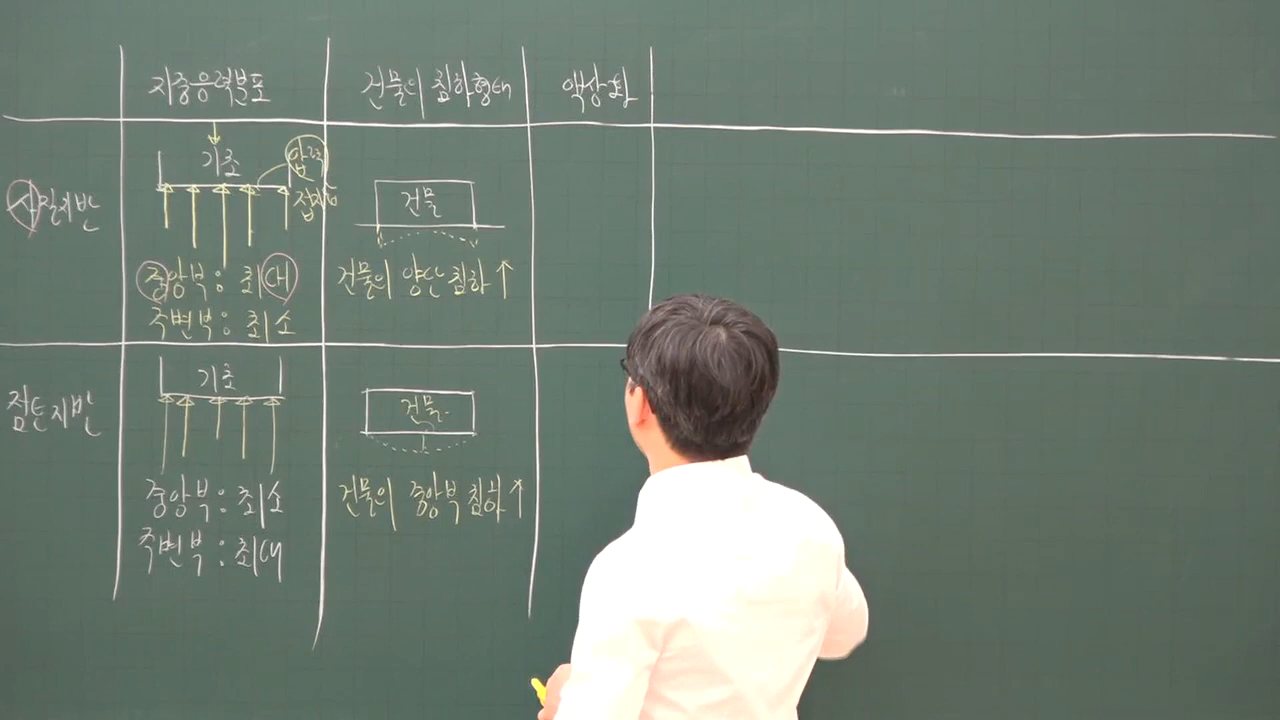 지중응력분포
건물의 침하형태
액상화
사질지반
기초
압력
접지압
중앙부 : 최대
주변부 : 최소
건물
건물의 양단 침하 ↑
점토지반
기초
중앙부 : 최소
주변부 : 최대
건물
건물의 중앙부 침하 ↑